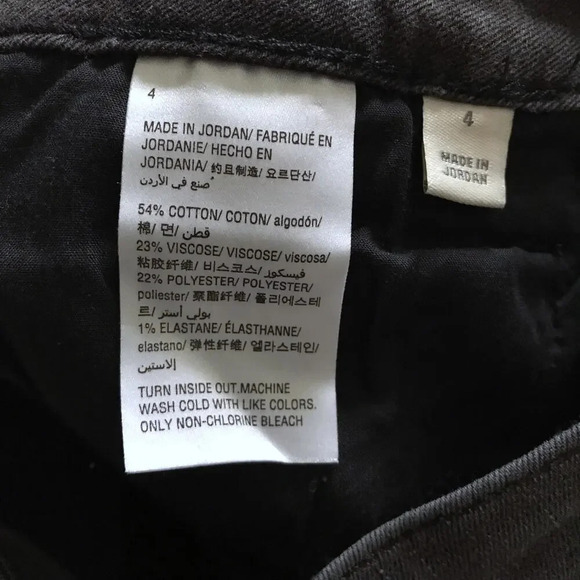 4
MADE IN JORDAN/ FABRIQUÉ EN
JORDANIE/ HECHO EN
JORDANIA/ 约旦制造/ 요르단산/
صنع في الأردن
54% COTTON/ COTON/ algodón/
棉/ 면/ قطن/
23% VISCOSE/ VISCOSE/ viscosa/
粘胶纤维/ 비스코스/ فيسكوز/
22% POLYESTER/ POLYESTER/
poliester/ 聚酯纤维/ 폴리에스테
르/ بولي أستر/
1% ELASTANE/ ÉLASTHANNE/
elastano/ 弹性纤维/ 엘라스테인/
الاستين
TURN INSIDE OUT.MACHINE
WASH COLD WITH LIKE COLORS.
ONLY NON-CHLORINE BLEACH
4
MADE IN
JORDAN